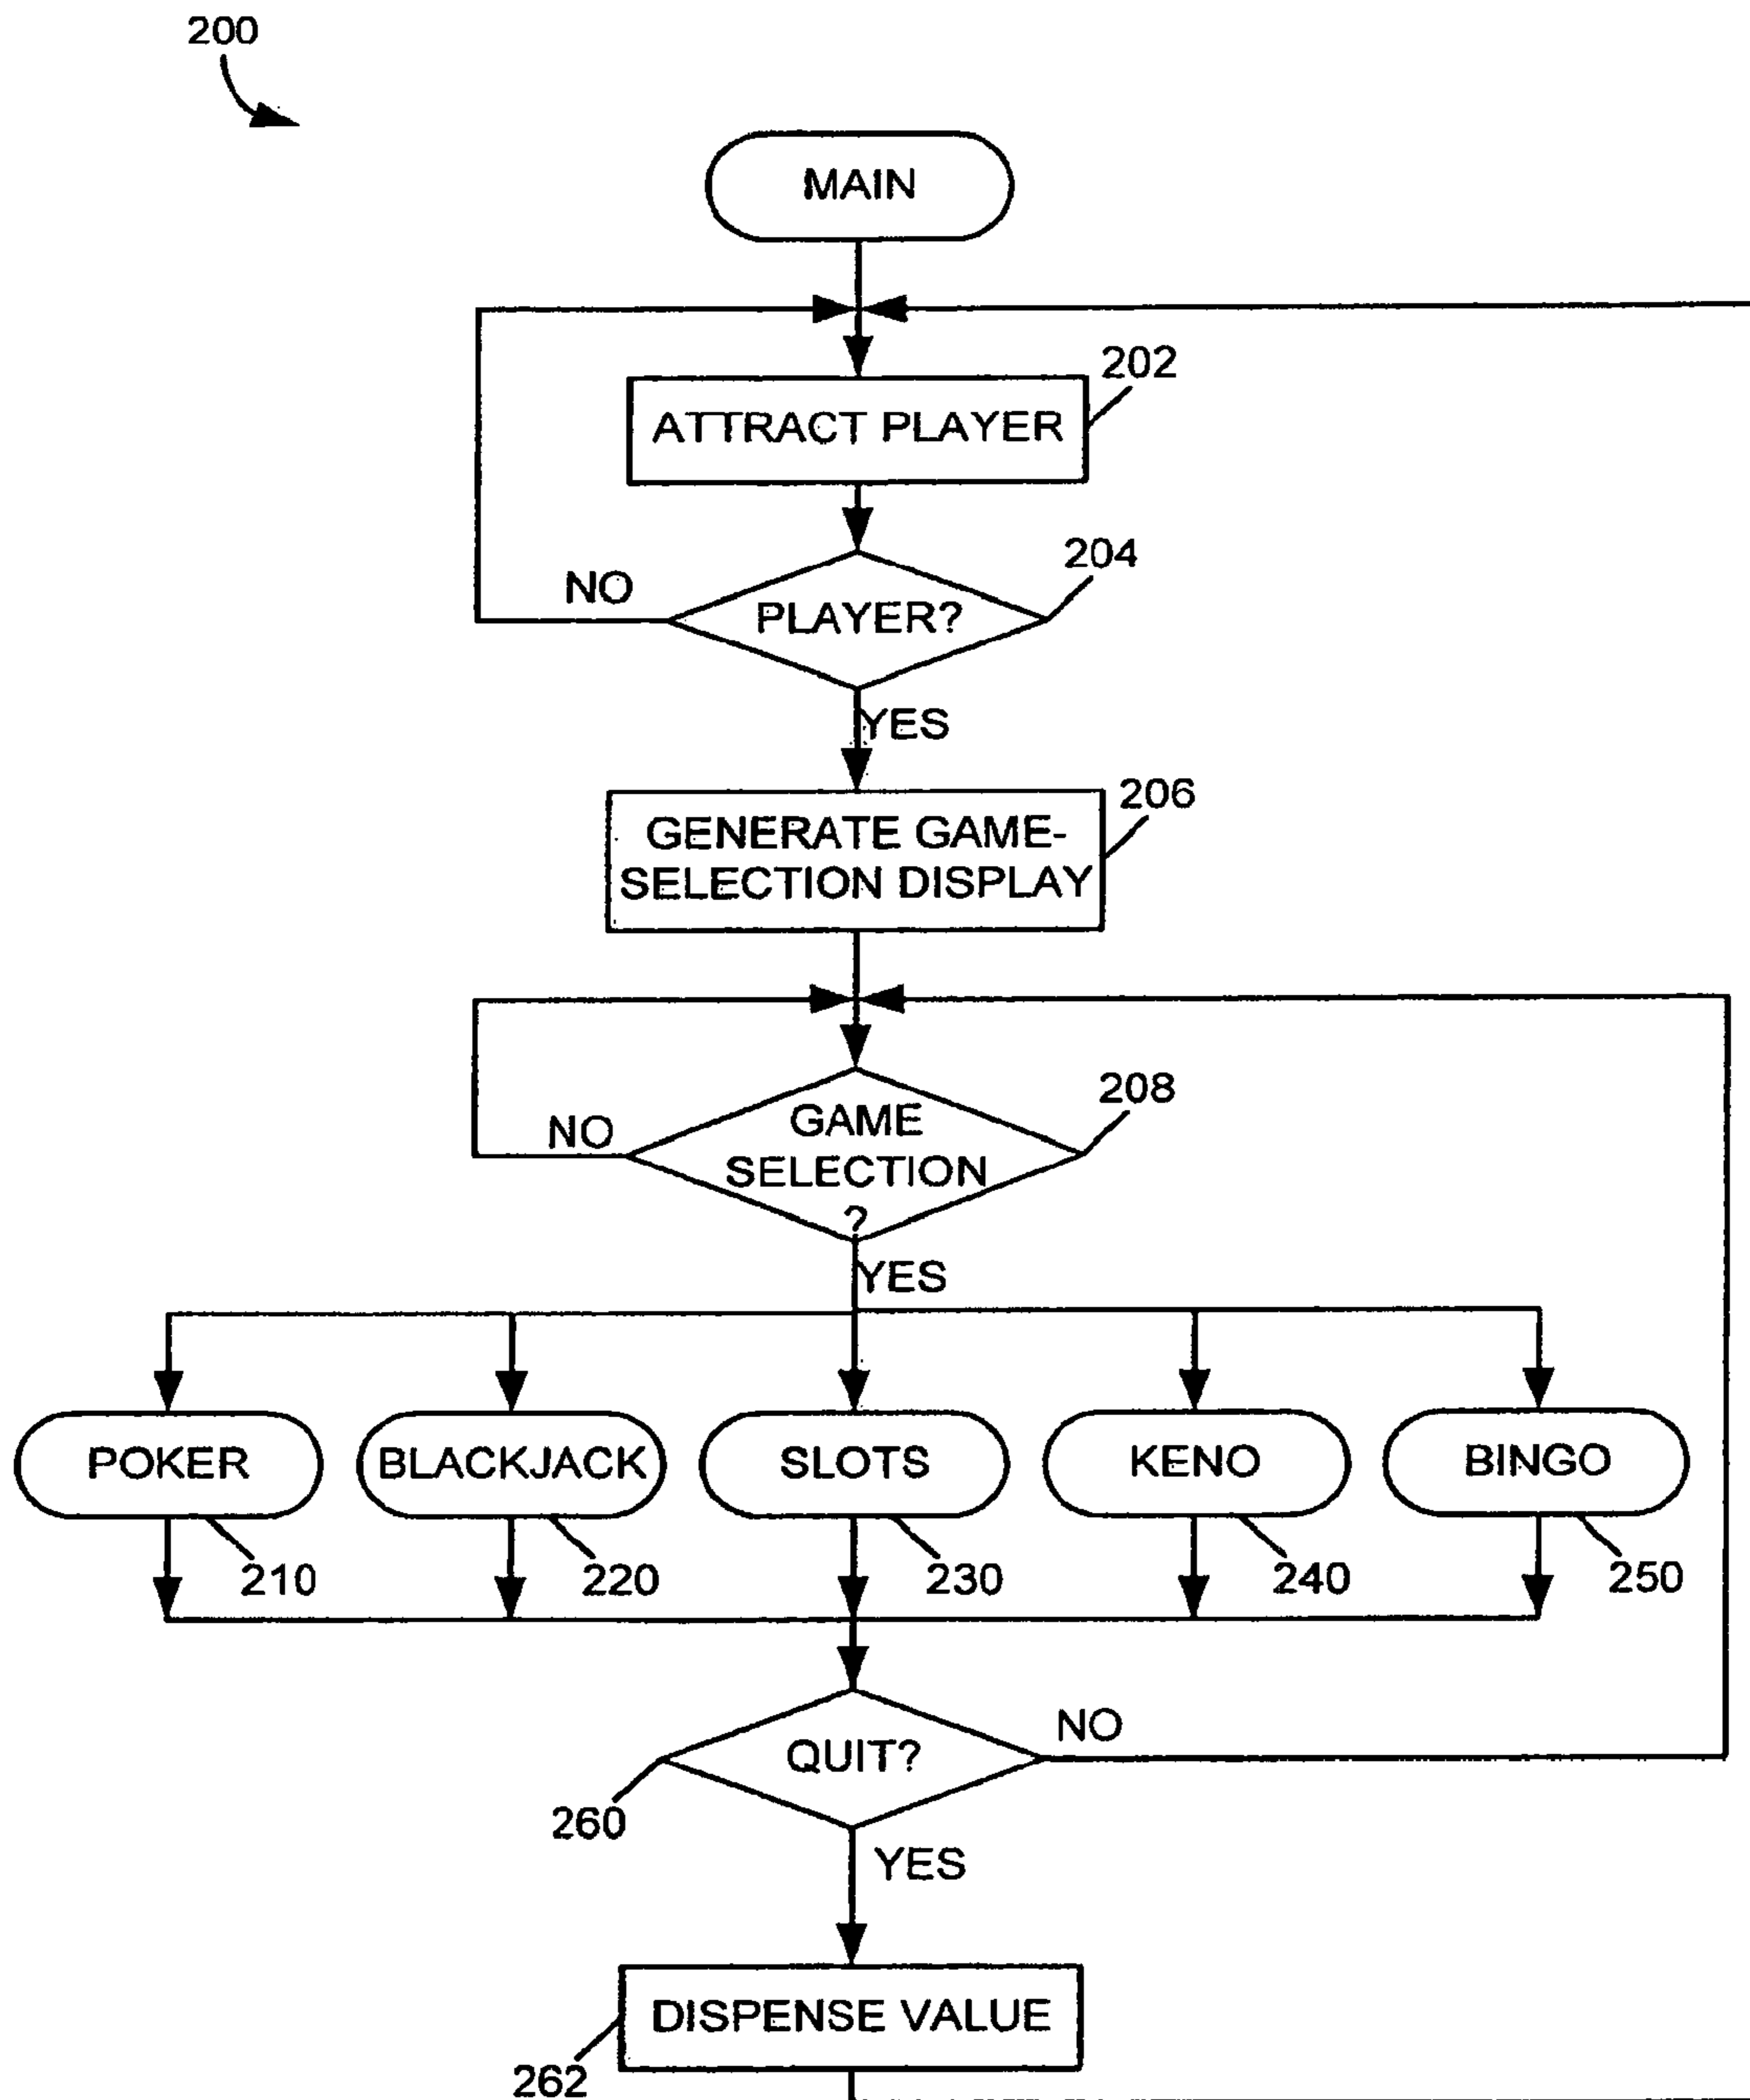 200
MAIN
202
ATTRACT PLAYER
204
NO
PLAYER?
YES
206
GENERATE GAME-
SELECTION DISPLAY
208
NO
GAME
SELECTION
?
YES
POKER
BLACKJACK
SLOTS
KENO
BINGO
210
220
230
240
250
NO
QUIT?
260
YES
DISPENSE VALUE
262